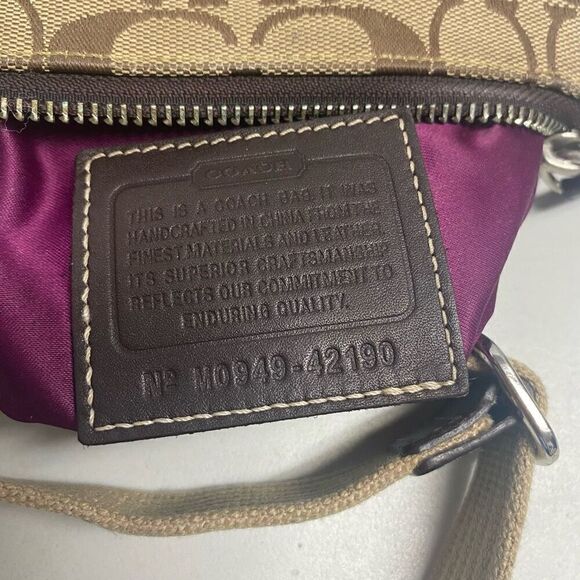 COACH
THIS IS A COACH BAG. IT WAS
HANDCRAFTED IN CHINA FROM THE
FINEST MATERIALS AND LEATHER.
ITS SUPERIOR CRAFTSMANSHIP
REFLECTS OUR COMMITMENT TO
ENDURING QUALITY.
Nº M0949-42190